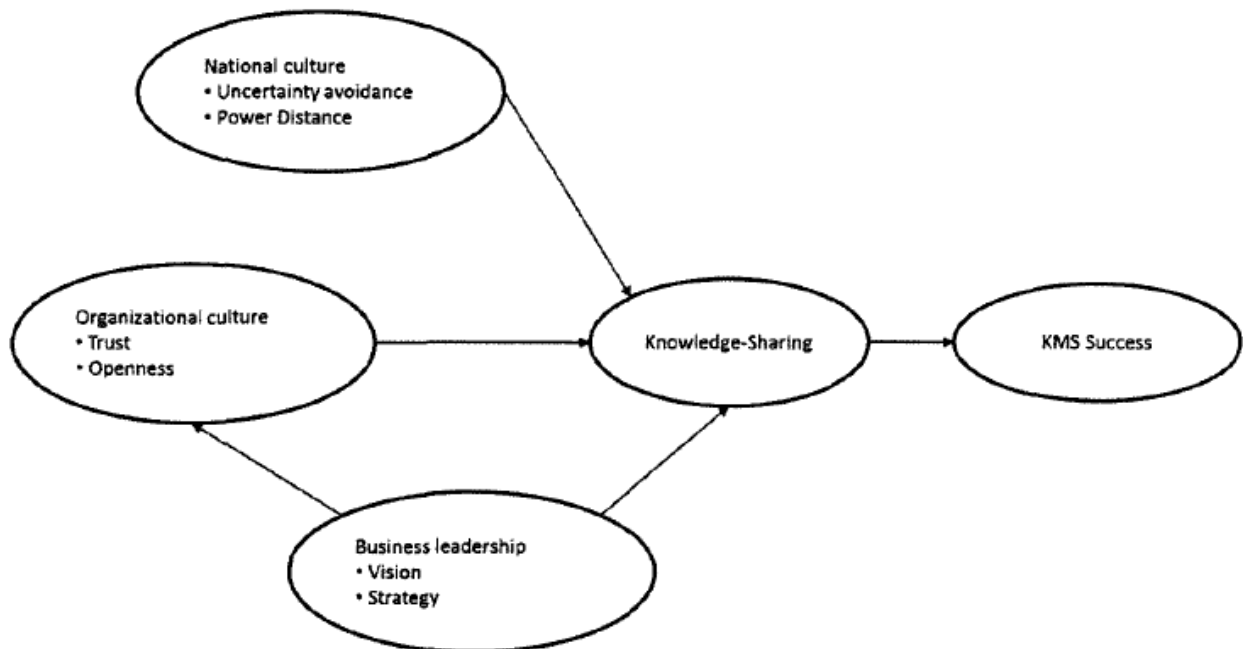 National culture
• Uncertainty avoidance
• Power Distance
Organizational culture
• Trust
• Openness
Knowledge-Sharing
KMS Success
Business leadership
• Vision
• Strategy